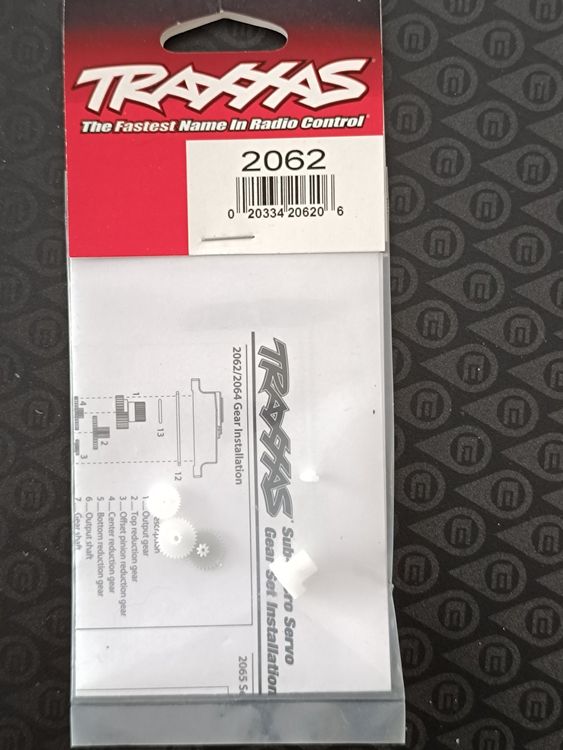 TRAXXAS
The Fastest Name In Radio Control
2062
0 20334 20620 6
TRAXXAS
Servo
Gear Set Installation
2062/2064 Gear Installation
1
2
3
4
12
13
1 Output gear
2 Top reduction gear
3 Offset pinion reduction gear
4 Center reduction gear
5 Bottom reduction gear
6 Output shaft
7 Gear shaft
2065